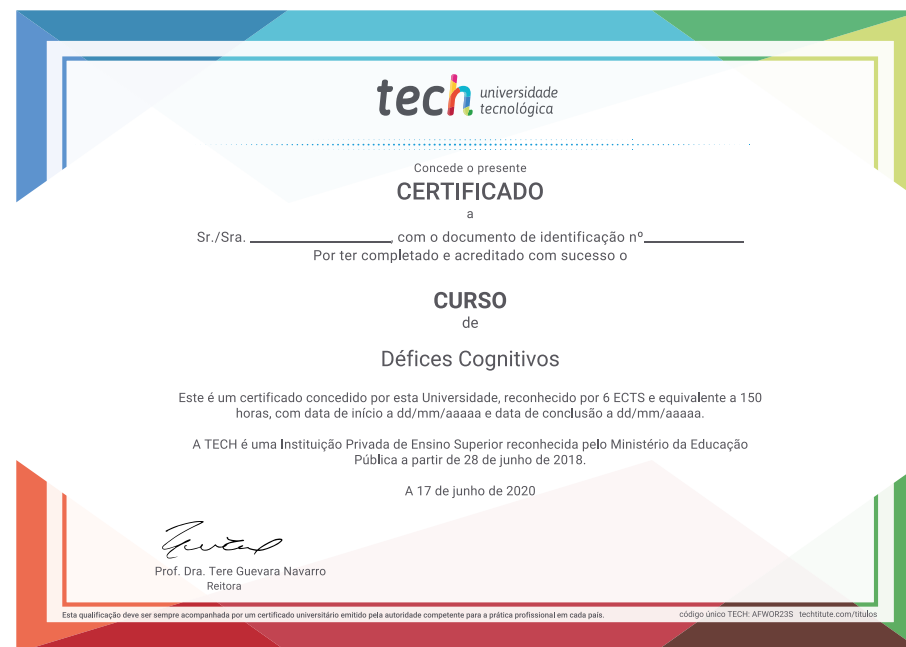 tech universidade
tecnológica
Concede o presente
CERTIFICADO
a
Sr./Sra. , com o documento de identificação nº
Por ter completado e acreditado com sucesso o
CURSO
de
Défices Cognitivos
Este é um certificado concedido por esta Universidade, reconhecido por 6 ECTS e equivalente a 150
horas, com data de início a dd/mm/aaaaa e data de conclusão a dd/mm/aaaaa.
A TECH é uma Instituição Privada de Ensino Superior reconhecida pelo Ministério da Educação
Pública a partir de 28 de junho de 2018.
A 17 de junho de 2020
Prof. Dra. Tere Guevara Navarro
Reitora
Esta qualificação deve ser sempre acompanhada por um certificado universitário emitido pela autoridade competente para a prática profissional em cada país.
código único TECH: AFWOR23S techtitute.com/titulos